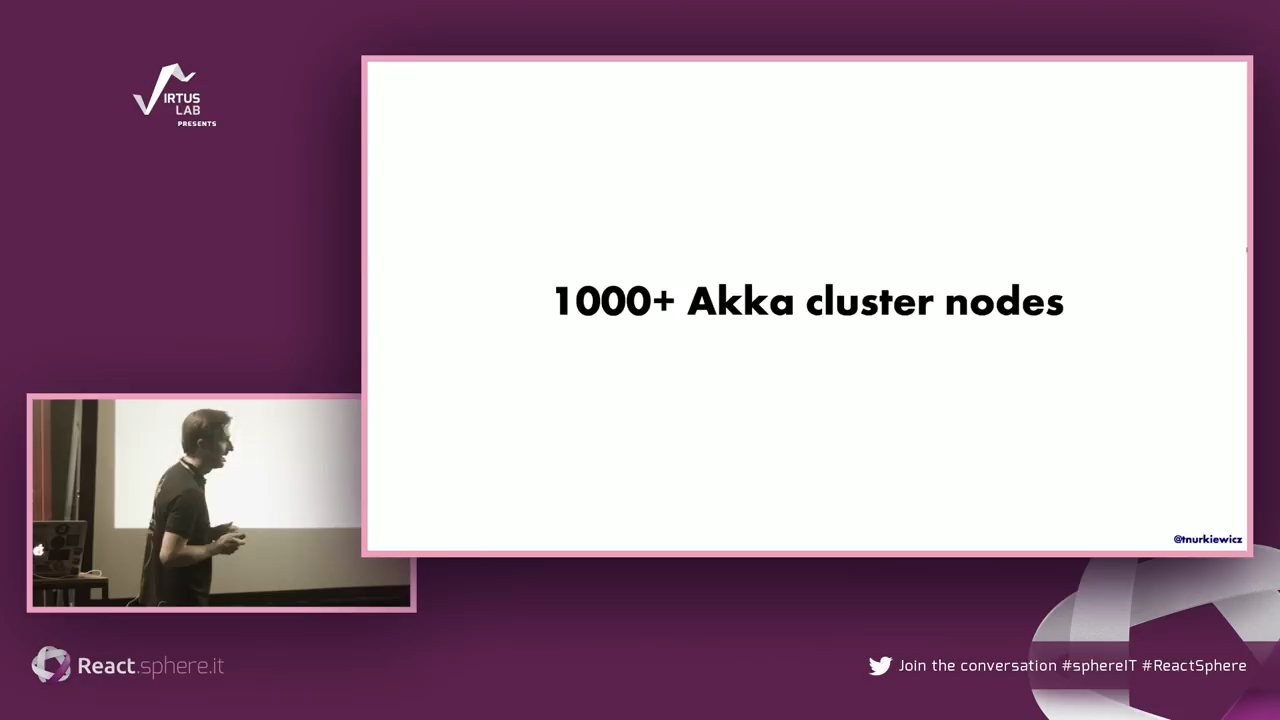 VIRTUS
LAB
PRESENTS
1000+ Akka cluster nodes
@tnurkiewicz
React.sphere.it
Join the conversation #sphereIT #ReactSphere